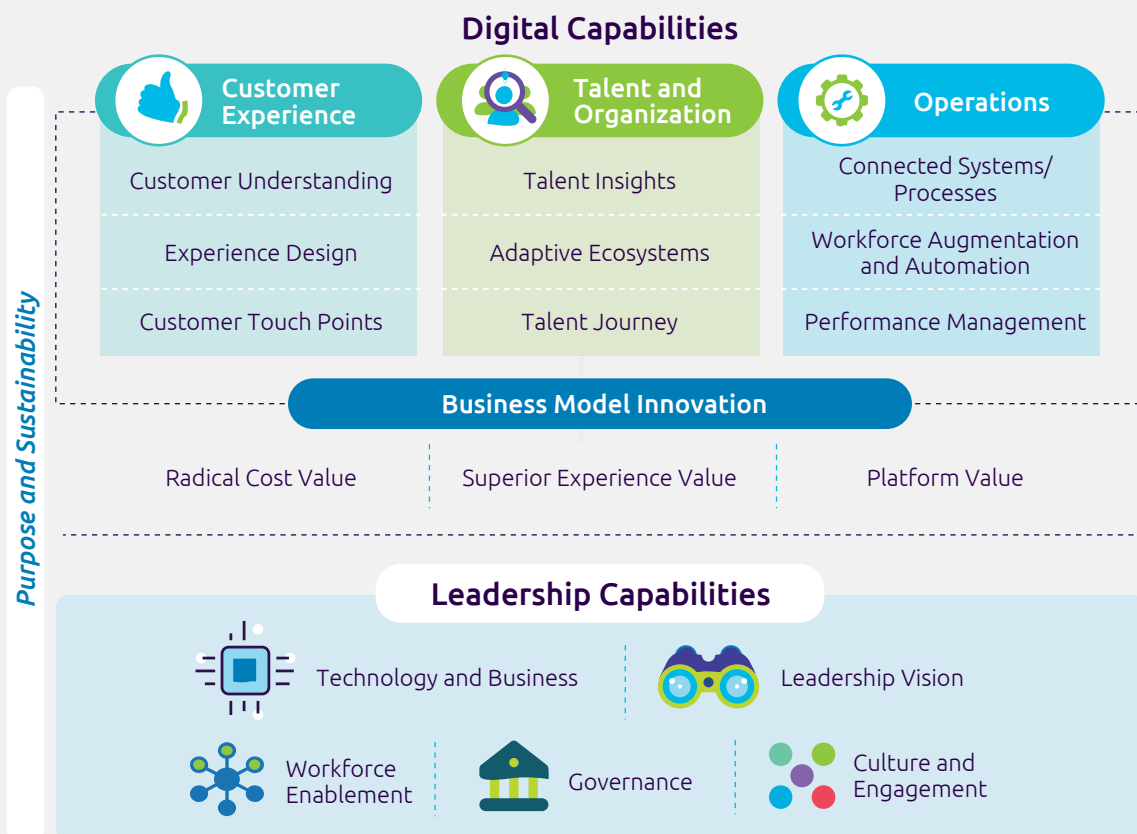 Digital Capabilities
Customer
Experience
Talent and
Organization
Operations
Customer Understanding
Talent Insights
Connected Systems/
Processes
Experience Design
Adaptive Ecosystems
Workforce Augmentation
and Automation
Customer Touch Points
Talent Journey
Performance Management
Purpose and Sustainability
Business Model Innovation
Radical Cost Value
Superior Experience Value
Platform Value
Leadership Capabilities
Technology and Business
Leadership Vision
Workforce
Enablement
Governance
Culture and
Engagement